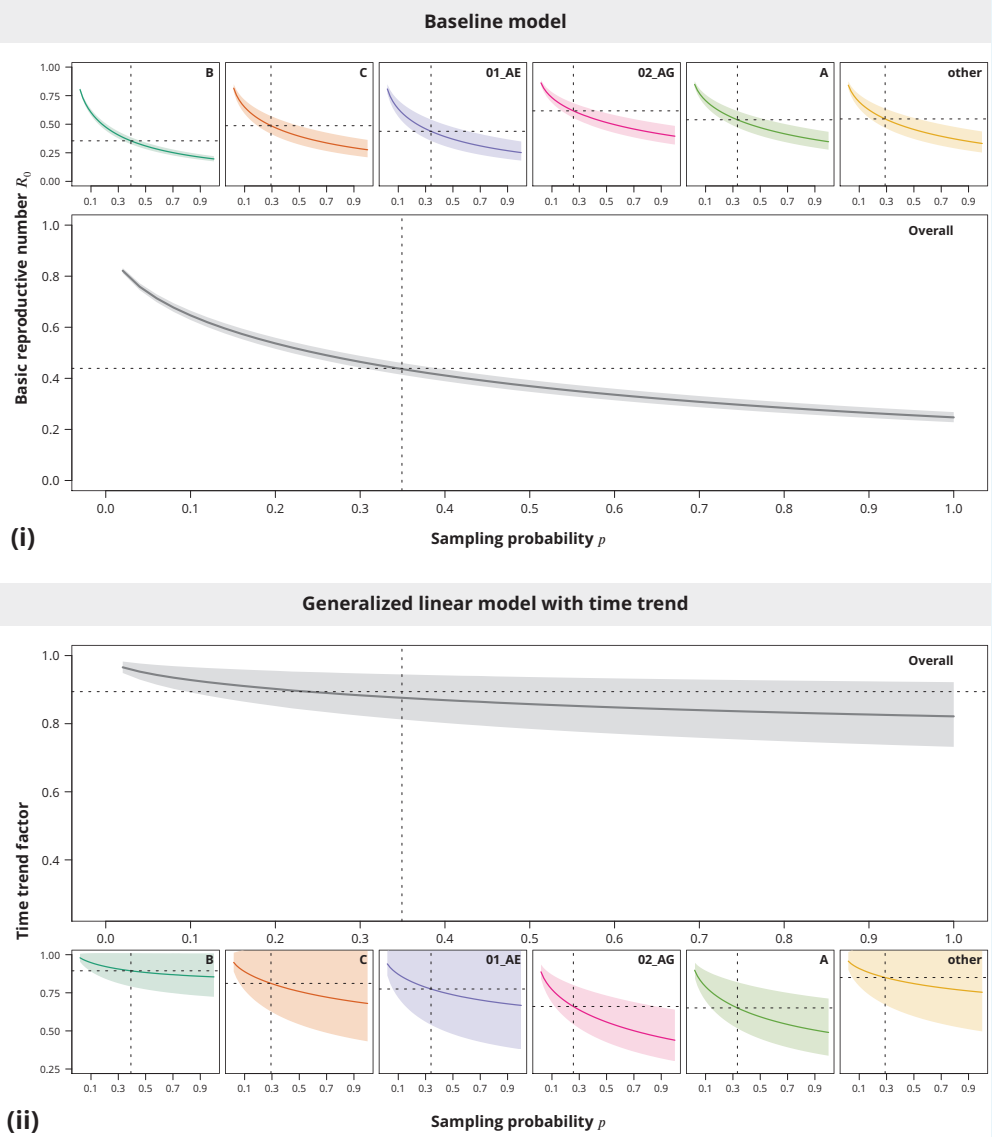 Baseline model
B C 01_AE 02_AG A other
1.00
0.75
0.50
0.25
0.00
0.1 0.3 0.5 0.7 0.9 0.1 0.3 0.5 0.7 0.9 0.1 0.3 0.5 0.7 0.9 0.1 0.3 0.5 0.7 0.9 0.1 0.3 0.5 0.7 0.9 0.1 0.3 0.5 0.7 0.9
Basic reproductive number R₀
Overall
1.0
0.8
0.6
0.4
0.2
0.0
0.0 0.1 0.2 0.3 0.4 0.5 0.6 0.7 0.8 0.9 1.0
Sampling probability p
(i)
Generalized linear model with time trend
Overall
1.0
0.8
0.6
0.4
Time trend factor
0.0 0.1 0.2 0.3 0.4 0.5 0.6 0.7 0.8 0.9 1.0
B C 01_AE 02_AG A other
1.00
0.75
0.50
0.25
0.1 0.3 0.5 0.7 0.9 0.1 0.3 0.5 0.7 0.9 0.1 0.3 0.5 0.7 0.9 0.1 0.3 0.5 0.7 0.9 0.1 0.3 0.5 0.7 0.9 0.1 0.3 0.5 0.7 0.9
Sampling probability p
(ii)